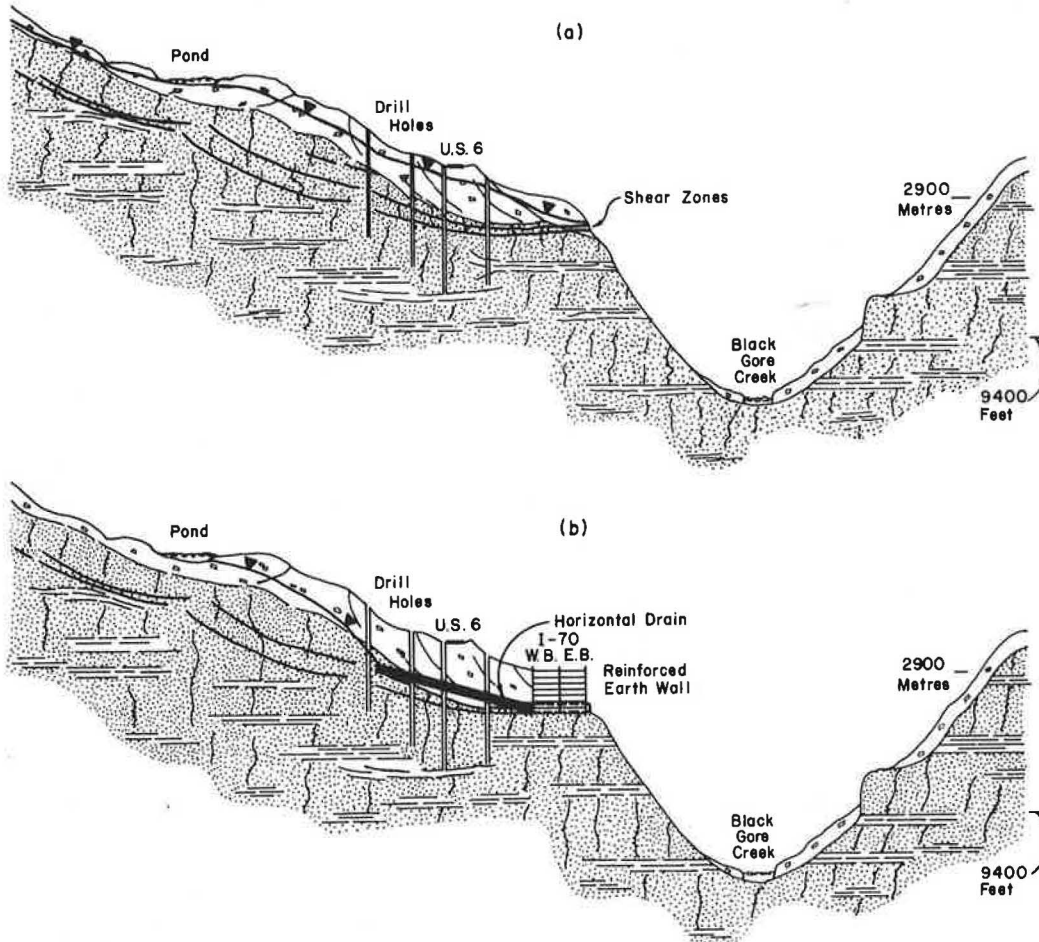 (a)
Pond
Drill
Holes
U.S. 6
Shear Zones
2900
Metres
Black
Gore
Creek
9400
Feet
(b)
Pond
Drill
Holes
U.S. 6
Horizontal Drain
I-70
W.B. E.B.
Reinforced
Earth Wall
2900
Metres
Black
Gore
Creek
9400
Feet